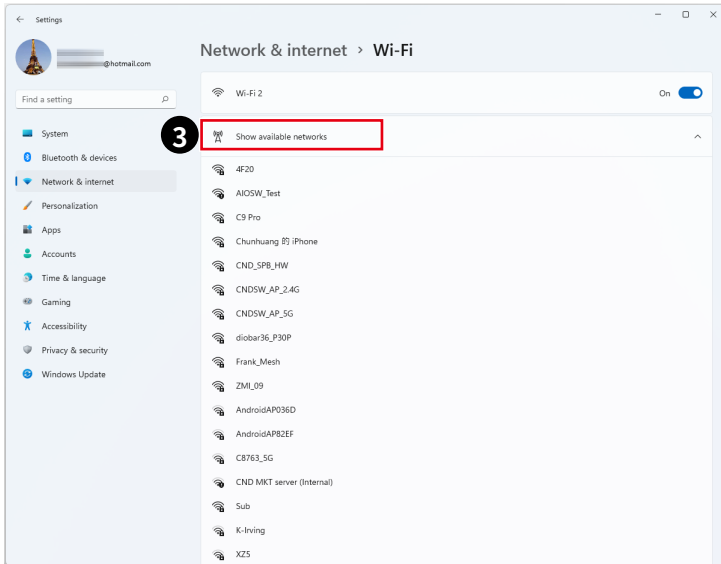 Settings
Network & internet > Wi-Fi
@hotmail.com
Find a setting
System
Bluetooth & devices
Network & internet
Personalization
Apps
Accounts
Time & language
Gaming
Accessibility
Privacy & security
Windows Update
Wi-Fi 2
On
3
Show available networks
4F20
AIOSW_Test
C9 Pro
Chunhuang 的 iPhone
CND_SPB_HW
CNDSW_AP_2.4G
CNDSW_AP_5G
diobar36_P30P
Frank_Mesh
ZMI_09
AndroidAP036D
AndroidAP82EF
C8763_5G
CND MKT server (Internal)
Sub
K-Irving
XZ5